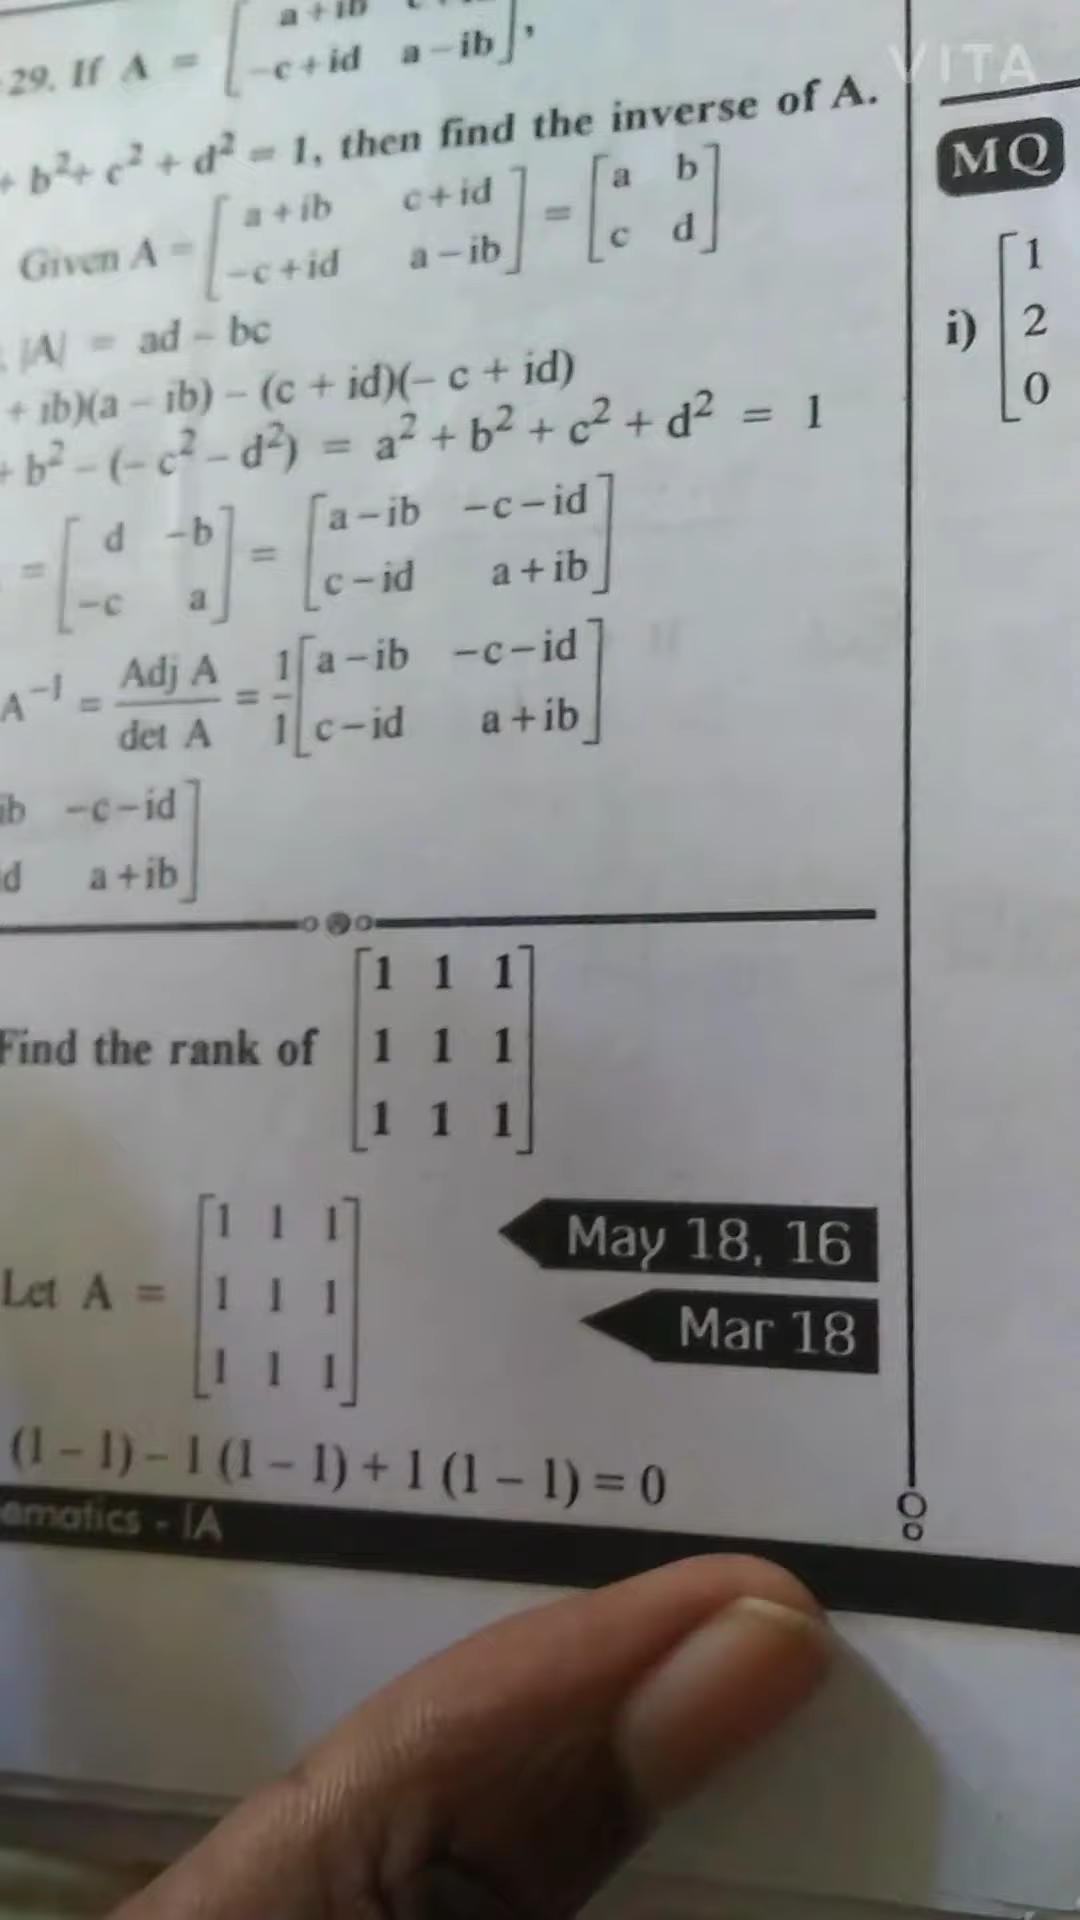 VITA
29. If A = [ a+ib
-c+id a-ib ],
+ b²+ c² + d² = 1, then find the inverse of A.
Given A = [ a+ib c+id
-c+id a-ib ] = [ a b
c d ]
|A| = ad - bc
+ ib)(a - ib) - (c + id)(- c + id)
+ b² - (- c² - d²) = a² + b² + c² + d² = 1
= [ d -b
-c a ] = [ a-ib -c-id
c-id a+ib ]
A⁻¹ = Adj A / det A = 1/1 [ a-ib -c-id
c-id a+ib ]
ib -c-id
d a+ib ]
Find the rank of [ 1 1 1
1 1 1
1 1 1 ]
Let A = [ 1 1 1
1 1 1
1 1 1 ]
May 18, 16
Mar 18
(1 - 1) - 1 (1 - 1) + 1 (1 - 1) = 0
ematics - IA
MQ
i) [ 1
2
0